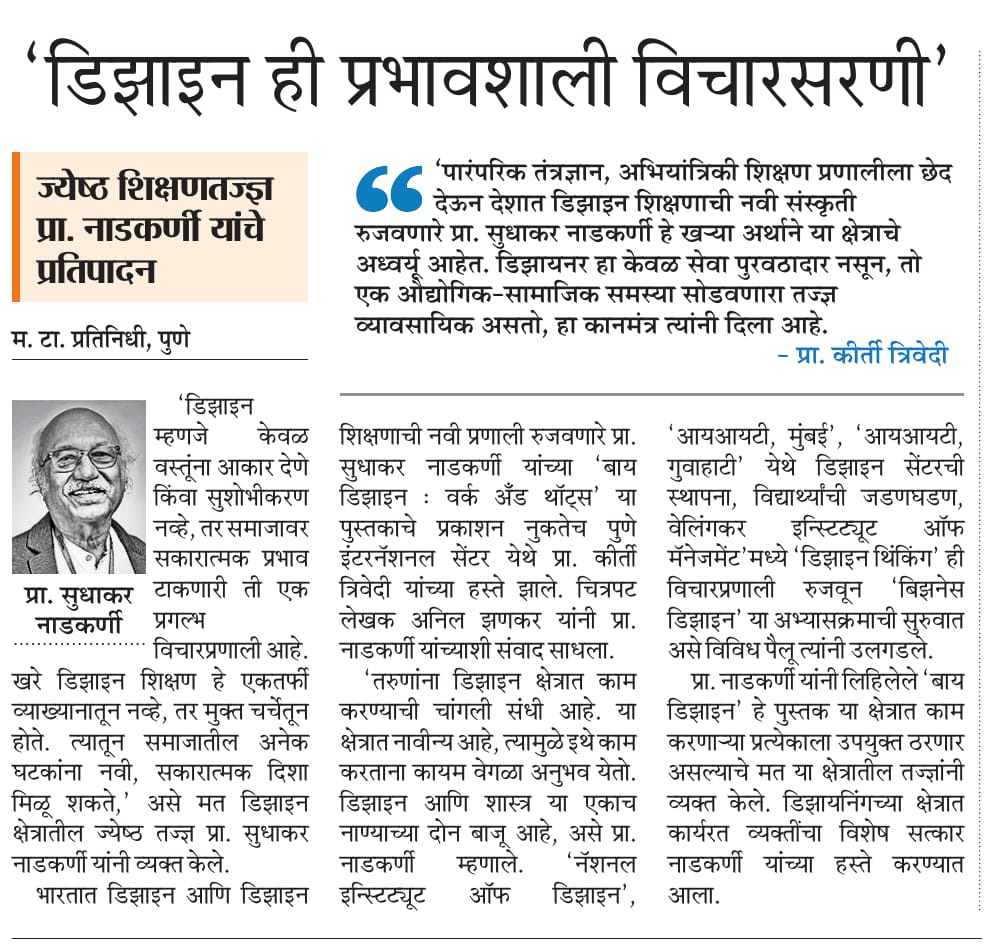 ‘डिझाइन ही प्रभावशाली विचारसरणी’
ज्येष्ठ शिक्षणतज्ज्ञ
प्रा. नाडकर्णी यांचे
प्रतिपादन
म. टा. प्रतिनिधी, पुणे
‘पारंपरिक तंत्रज्ञान, अभियांत्रिकी शिक्षण प्रणालीला छेद
देऊन देशात डिझाइन शिक्षणाची नवी संस्कृती
रुजवणारे प्रा. सुधाकर नाडकर्णी हे खऱ्या अर्थाने या क्षेत्राचे
अध्वर्यू आहेत. डिझायनर हा केवळ सेवा पुरवठादार नसून, तो
एक औद्योगिक-सामाजिक समस्या सोडवणारा तज्ज्ञ
व्यावसायिक असतो, हा कानमंत्र त्यांनी दिला आहे.
- प्रा. कीर्ती त्रिवेदी
प्रा. सुधाकर
नाडकर्णी
‘डिझाइन
म्हणजे केवळ
वस्तूंना आकार देणे
किंवा सुशोभीकरण
नव्हे, तर समाजावर
सकारात्मक प्रभाव
टाकणारी ती एक
प्रगल्भ
विचारप्रणाली आहे.
खरे डिझाइन शिक्षण हे एकतर्फी
व्याख्यानातून नव्हे, तर मुक्त चर्चेतून
होते. त्यातून समाजातील अनेक
घटकांना नवी, सकारात्मक दिशा
मिळू शकते,’ असे मत डिझाइन
क्षेत्रातील ज्येष्ठ तज्ज्ञ प्रा. सुधाकर
नाडकर्णी यांनी व्यक्त केले.
भारतात डिझाइन आणि डिझाइन
शिक्षणाची नवी प्रणाली रुजवणारे प्रा.
सुधाकर नाडकर्णी यांच्या ‘बाय
डिझाइन : वर्क अँड थॉट्स’ या
पुस्तकाचे प्रकाशन नुकतेच पुणे
इंटरनॅशनल सेंटर येथे प्रा. कीर्ती
त्रिवेदी यांच्या हस्ते झाले. चित्रपट
लेखक अनिल झणकर यांनी प्रा.
नाडकर्णी यांच्याशी संवाद साधला.
‘तरुणांना डिझाइन क्षेत्रात काम
करण्याची चांगली संधी आहे. या
क्षेत्रात नावीन्य आहे, त्यामुळे इथे काम
करताना कायम वेगळा अनुभव येतो.
डिझाइन आणि शास्त्र या एकाच
नाण्याच्या दोन बाजू आहे, असे प्रा.
नाडकर्णी म्हणाले. ‘नॅशनल
इन्स्टिट्यूट ऑफ डिझाइन’,
‘आयआयटी, मुंबई’, ‘आयआयटी,
गुवाहाटी’ येथे डिझाइन सेंटरची
स्थापना, विद्यार्थ्यांची जडणघडण,
वेलिंगकर इन्स्टिट्यूट ऑफ
मॅनेजमेंट’मध्ये ‘डिझाइन थिंकिंग’ ही
विचारप्रणाली रुजवून ‘बिझनेस
डिझाइन’ या अभ्यासक्रमाची सुरुवात
असे विविध पैलू त्यांनी उलगडले.
प्रा. नाडकर्णी यांनी लिहिलेले ‘बाय
डिझाइन’ हे पुस्तक या क्षेत्रात काम
करणाऱ्या प्रत्येकाला उपयुक्त ठरणार
असल्याचे मत या क्षेत्रातील तज्ज्ञांनी
व्यक्त केले. डिझायनिंगच्या क्षेत्रात
कार्यरत व्यक्तींचा विशेष सत्कार
नाडकर्णी यांच्या हस्ते करण्यात
आला.